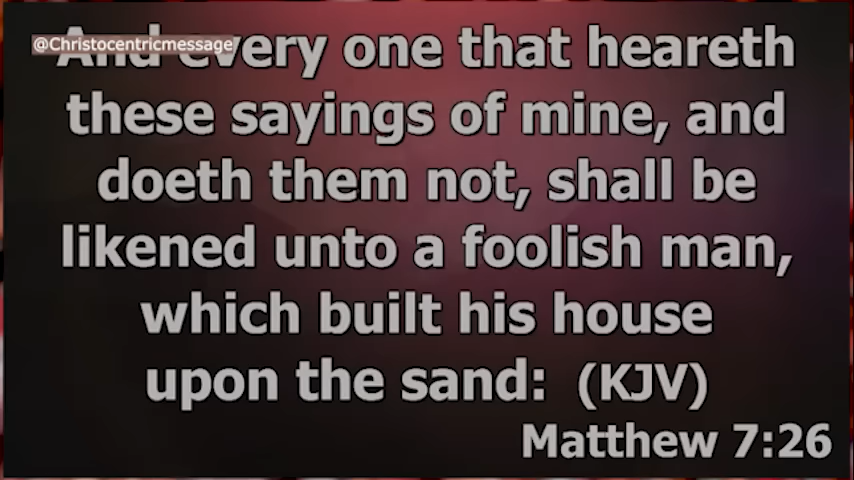 @Christocentricmessage
And every one that heareth
these sayings of mine, and
doeth them not, shall be
likened unto a foolish man,
which built his house
upon the sand: (KJV)
Matthew 7:26